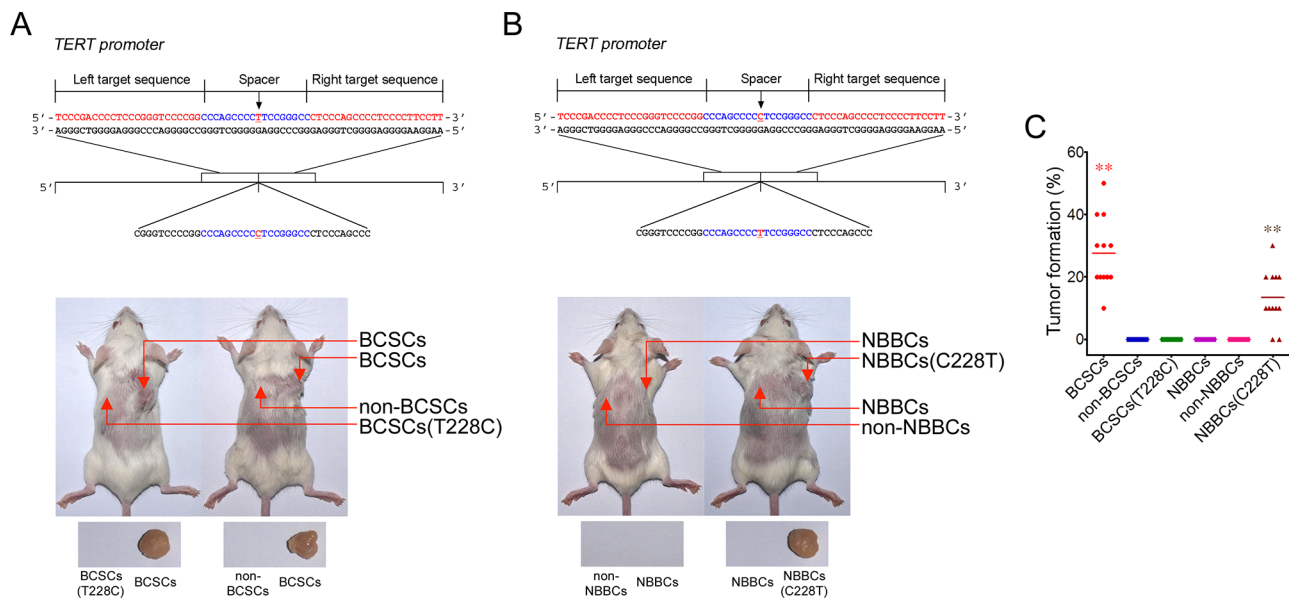 A
TERT promoter
Left target sequence Spacer Right target sequence
5’ - TCCCGACCCCTCCCGGGTCCCCGGCCCAGCCCCTTCCGGGCCCTCCCAGCCCCTCCCCTTCCTT -3’
3’ - AGGGCTGGGGAGGGCCCAGGGGCCGGGTCGGGGGAGGCCCGGGAGGGTCGGGGAGGGGAAGGAA -5’
5’ 3’
CGGGTCCCCGGCCCAGCCCCCTCCGGGCCCTCCCAGCCC
BCSCs
BCSCs
non-BCSCs
BCSCs(T228C)
BCSCs
(T228C)
BCSCs
non-
BCSCs
BCSCs
B
TERT promoter
Left target sequence Spacer Right target sequence
5’ - TCCCGACCCCTCCCGGGTCCCCGGCCCAGCCCCCTCCGGGCCCTCCCAGCCCCTCCCCTTCCTT -3’
3’ - AGGGCTGGGGAGGGCCCAGGGGCCGGGTCGGGGGAGGCCCGGGAGGGTCGGGGAGGGGAAGGAA -5’
5’ 3’
CGGGTCCCCGGCCCAGCCCCTTCCGGGCCCTCCCAGCCC
NBBCs
NBBCs(C228T)
NBBCs
non-NBBCs
non-
NBBCs
NBBCs
NBBCs
NBBCs
(C228T)
C
Tumor formation (%)
60
40
20
0
**
**
BCSCs
non-BCSCs
BCSCs(T228C)
NBBCs
non-NBBCs
NBBCs(C228T)